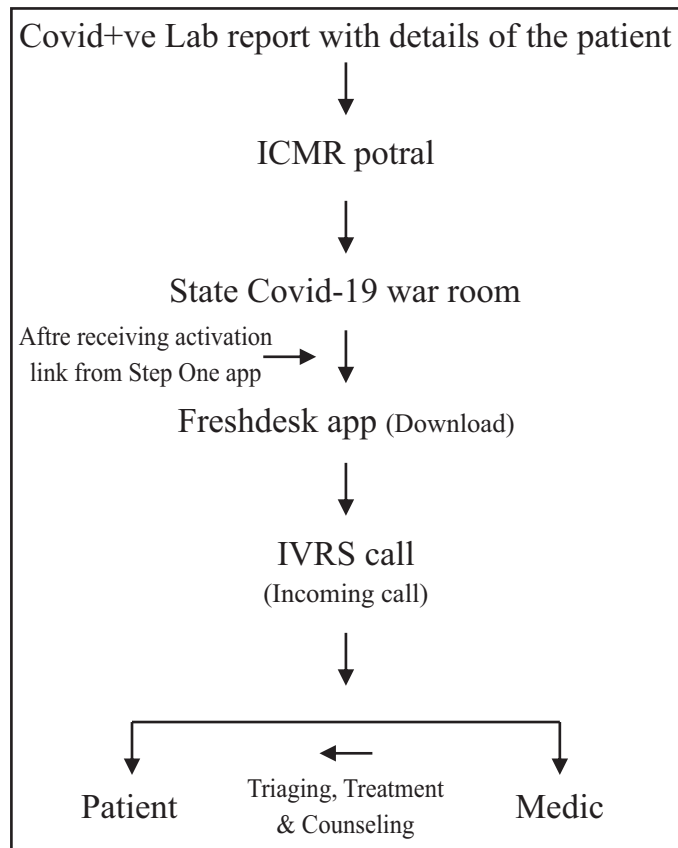 Covid+ve Lab report with details of the patient
ICMR potral
State Covid-19 war room
Aftre receiving activation
link from Step One app
Freshdesk app (Download)
IVRS call
(Incoming call)
Patient
Triaging, Treatment
& Counseling
Medic